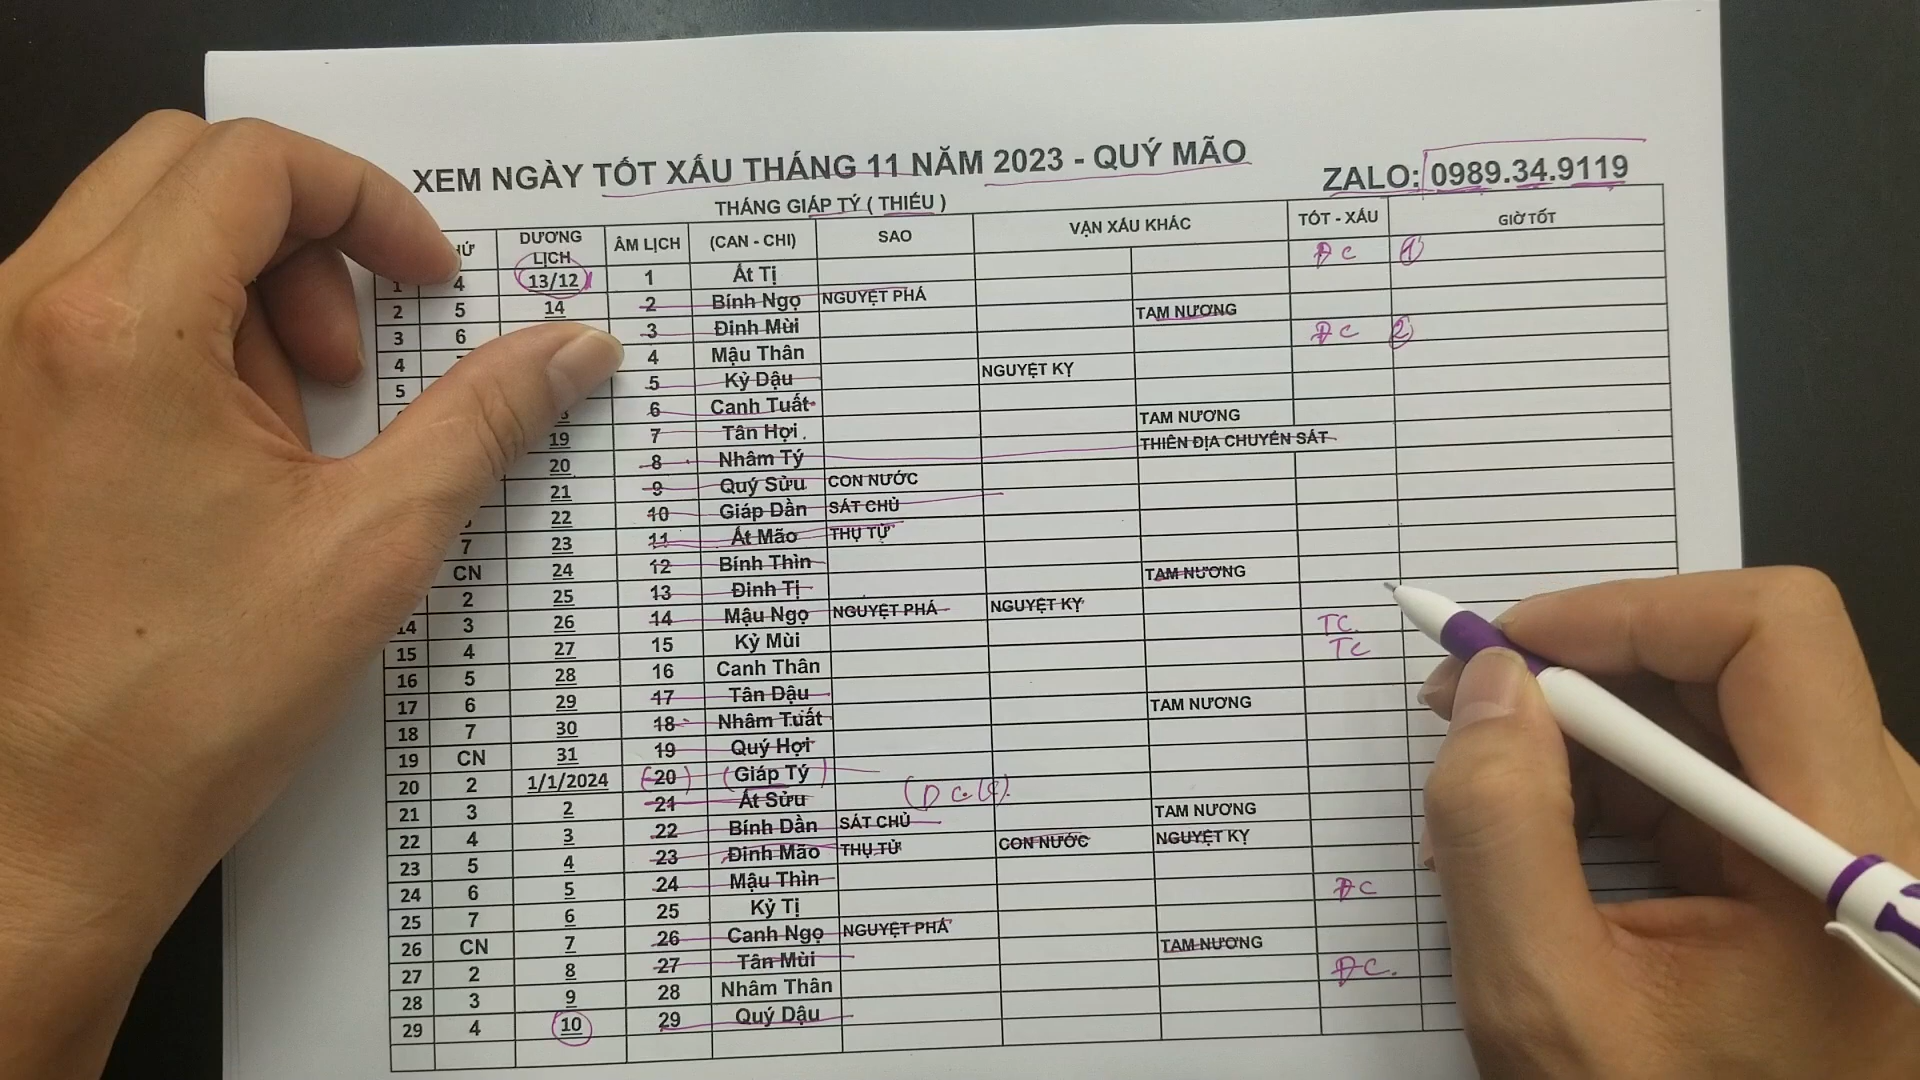 XEM NGÀY TỐT XẤU THÁNG 11 NĂM 2023 - QUÝ MÃO
ZALO: 0989.34.9119
THÁNG GIÁP TÝ ( THIẾU )
DƯƠNG LỊCH ÂM LỊCH (CAN - CHI) SAO VẬN XẤU KHÁC TỐT - XẤU GIỜ TỐT
1 4 13/12 1 Ất Tị ĐC 1
2 5 14 2 Bính Ngọ NGUYỆT PHÁ
3 6 3 Đinh Mùi TAM NƯƠNG
4 4 Mậu Thân ĐC 2
5 5 Kỷ Dậu NGUYỆT KỴ
6 Canh Tuất
19 7 Tân Hợi TAM NƯƠNG
20 8 Nhâm Tý THIÊN ĐỊA CHUYỂN SÁT
21 9 Quý Sửu CON NƯỚC
22 10 Giáp Dần SÁT CHỦ
7 23 11 Ất Mão THỤ TỬ
CN 24 12 Bính Thìn
2 25 13 Đinh Tị TAM NƯƠNG
14 3 26 14 Mậu Ngọ NGUYỆT PHÁ NGUYỆT KỴ
15 4 27 15 Kỷ Mùi TC
16 5 28 16 Canh Thân TC
17 6 29 17 Tân Dậu
18 7 30 18 Nhâm Tuất TAM NƯƠNG
19 CN 31 19 Quý Hợi
20 2 1/1/2024 20 Giáp Tý
21 3 2 21 Ất Sửu
22 4 3 22 Bính Dần SÁT CHỦ TAM NƯƠNG
23 5 4 23 Đinh Mão THỤ TỬ CON NƯỚC NGUYỆT KỴ
24 6 5 24 Mậu Thìn
25 7 6 25 Kỷ Tị ĐC
26 CN 7 26 Canh Ngọ NGUYỆT PHÁ
27 2 8 27 Tân Mùi TAM NƯƠNG
28 3 9 28 Nhâm Thân ĐC.
29 4 10 29 Quý Dậu